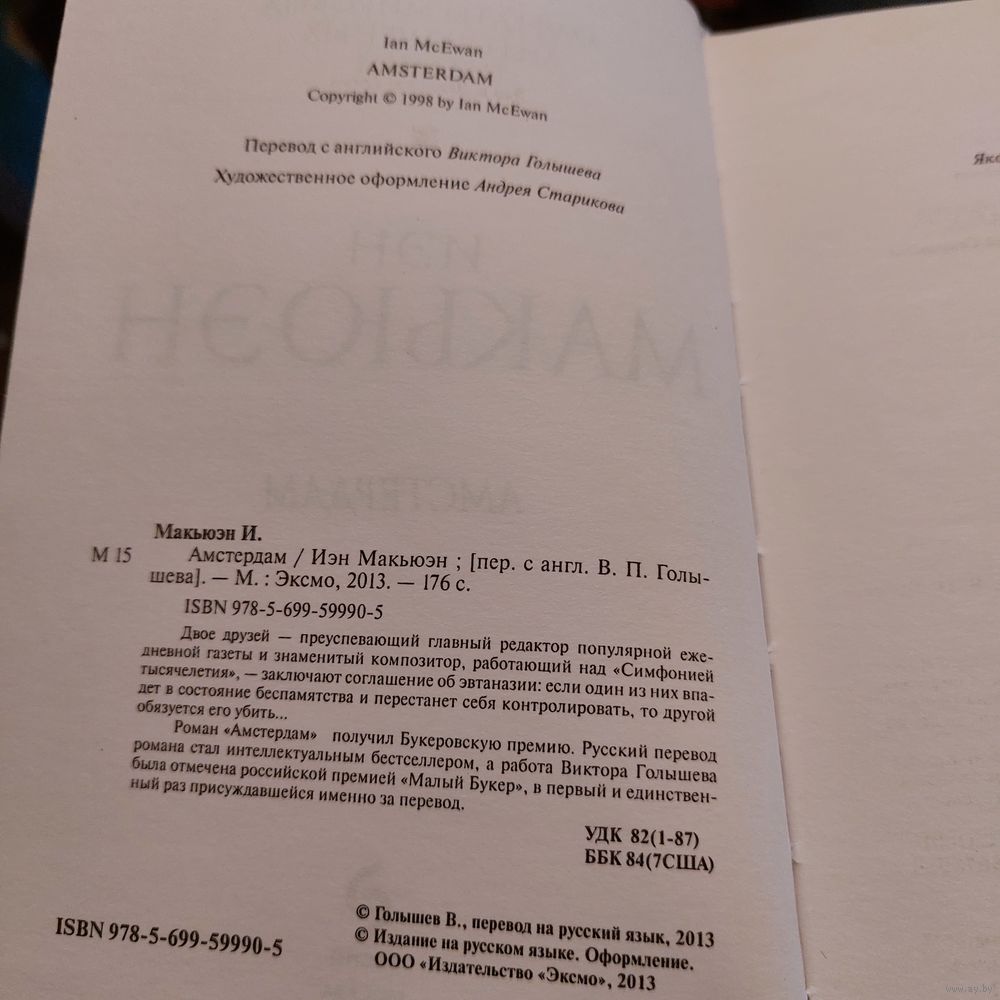 Ian McEwan
AMSTERDAM
Copyright © 1998 by Ian McEwan
Перевод с английского Виктора Голышева
Художественное оформление Андрея Старикова
ИЭН
МАКЬЮЭН
АМСТЕРДАМ
Макьюэн И.
М 15 Амстердам / Иэн Макьюэн ; [пер. с англ. В. П. Голы-
шева]. — М. : Эксмо, 2013. — 176 с.
ISBN 978-5-699-59990-5
Двое друзей — преуспевающий главный редактор популярной еже-
дневной газеты и знаменитый композитор, работающий над «Симфонией
тысячелетия», — заключают соглашение об эвтаназии: если один из них впа-
дет в состояние беспамятства и перестанет себя контролировать, то другой
обязуется его убить...
Роман «Амстердам» получил Букеровскую премию. Русский перевод
романа стал интеллектуальным бестселлером, а работа Виктора Голышева
была отмечена российской премией «Малый Букер», в первый и единствен-
ный раз присуждавшейся именно за перевод.
УДК 82(1-87)
ББК 84(7США)
ISBN 978-5-699-59990-5
© Голышев В., перевод на русский язык, 2013
© Издание на русском языке. Оформление.
ООО «Издательство «Эксмо», 2013
www.ay.by